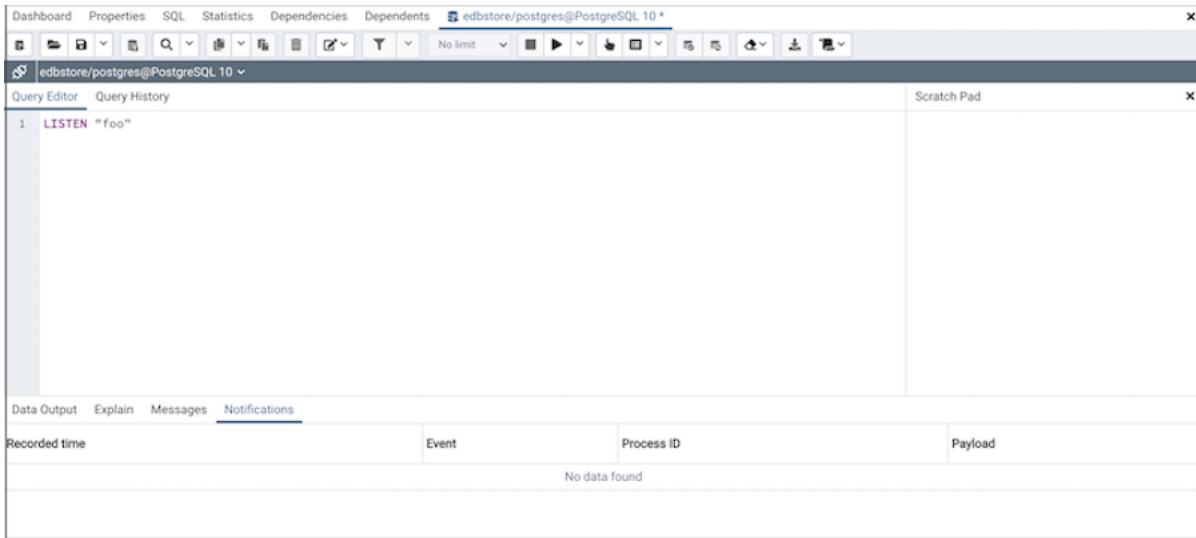 Dashboard Properties SQL Statistics Dependencies Dependents edbstore/postgres@PostgreSQL 10 *
No limit
edbstore/postgres@PostgreSQL 10
Query Editor Query History Scratch Pad
1 LISTEN "foo"
Data Output Explain Messages Notifications
Recorded time Event Process ID Payload
No data found